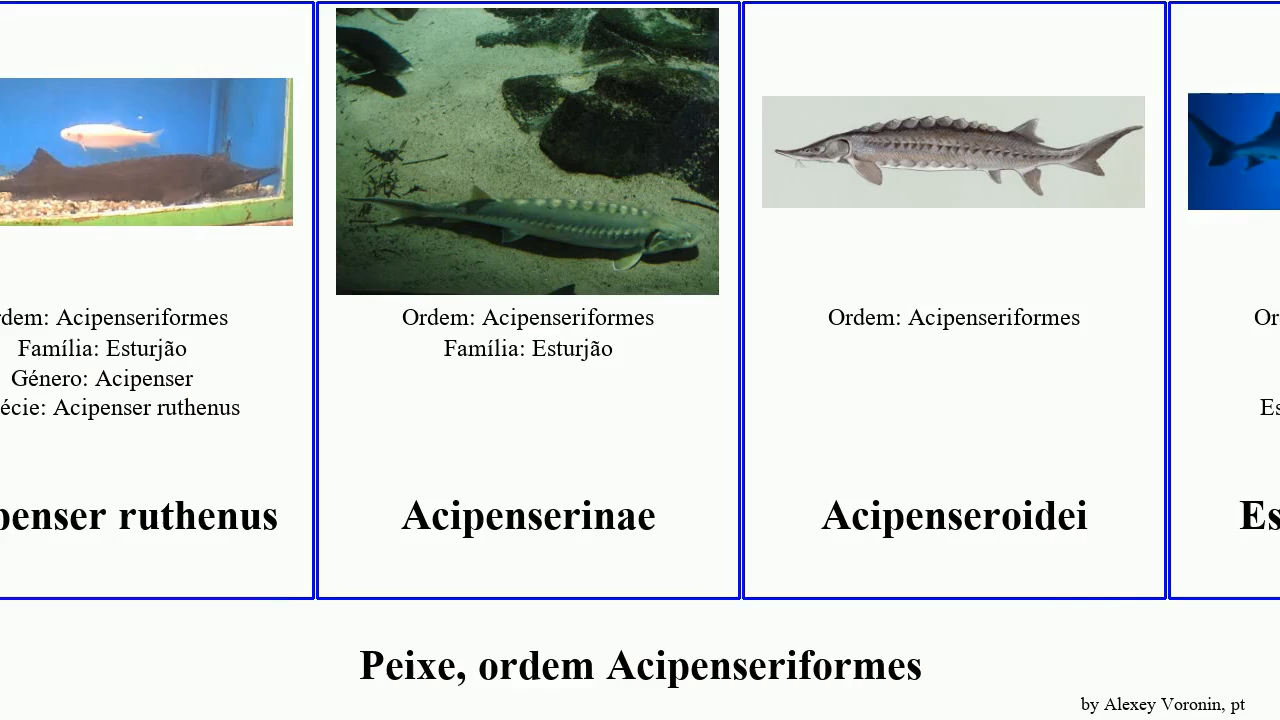 rdem: Acipenseriformes
Família: Esturjão
Género: Acipenser
écie: Acipenser ruthenus
penser ruthenus
Ordem: Acipenseriformes
Família: Esturjão
Acipenserinae
Ordem: Acipenseriformes
Acipenseroidei
Or
Es
Es
Peixe, ordem Acipenseriformes
by Alexey Voronin, pt